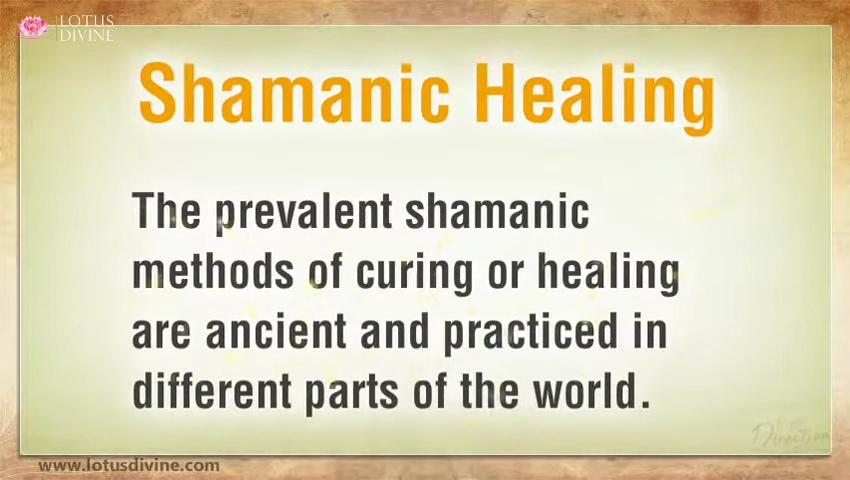 LOTUS
DIVINE
Shamanic Healing
The prevalent shamanic
methods of curing or healing
are ancient and practiced in
different parts of the world.
Direction
www.lotusdivine.com